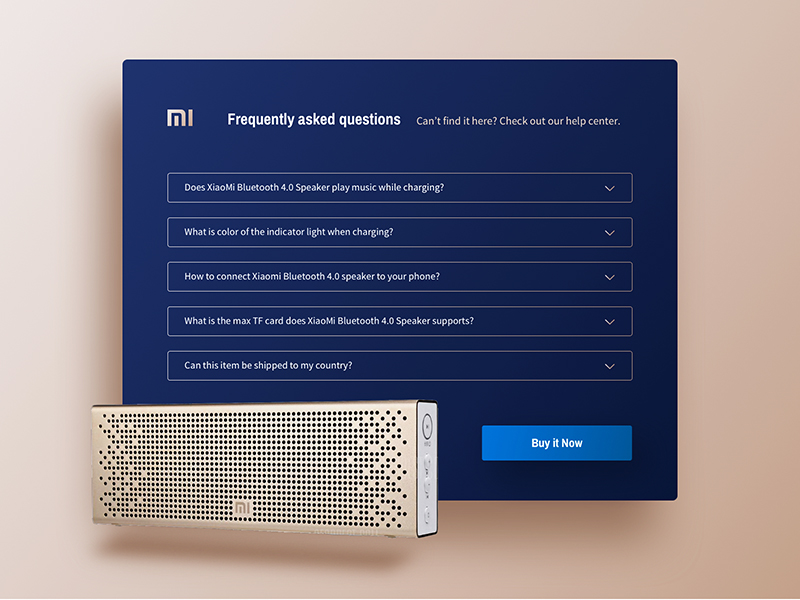 MI
Frequently asked questions
Can't find it here? Check out our help center.
Does XiaoMi Bluetooth 4.0 Speaker play music while charging?
What is color of the indicator light when charging?
How to connect Xiaomi Bluetooth 4.0 speaker to your phone?
What is the max TF card does XiaoMi Bluetooth 4.0 Speaker supports?
Can this item be shipped to my country?
Buy it Now
MI